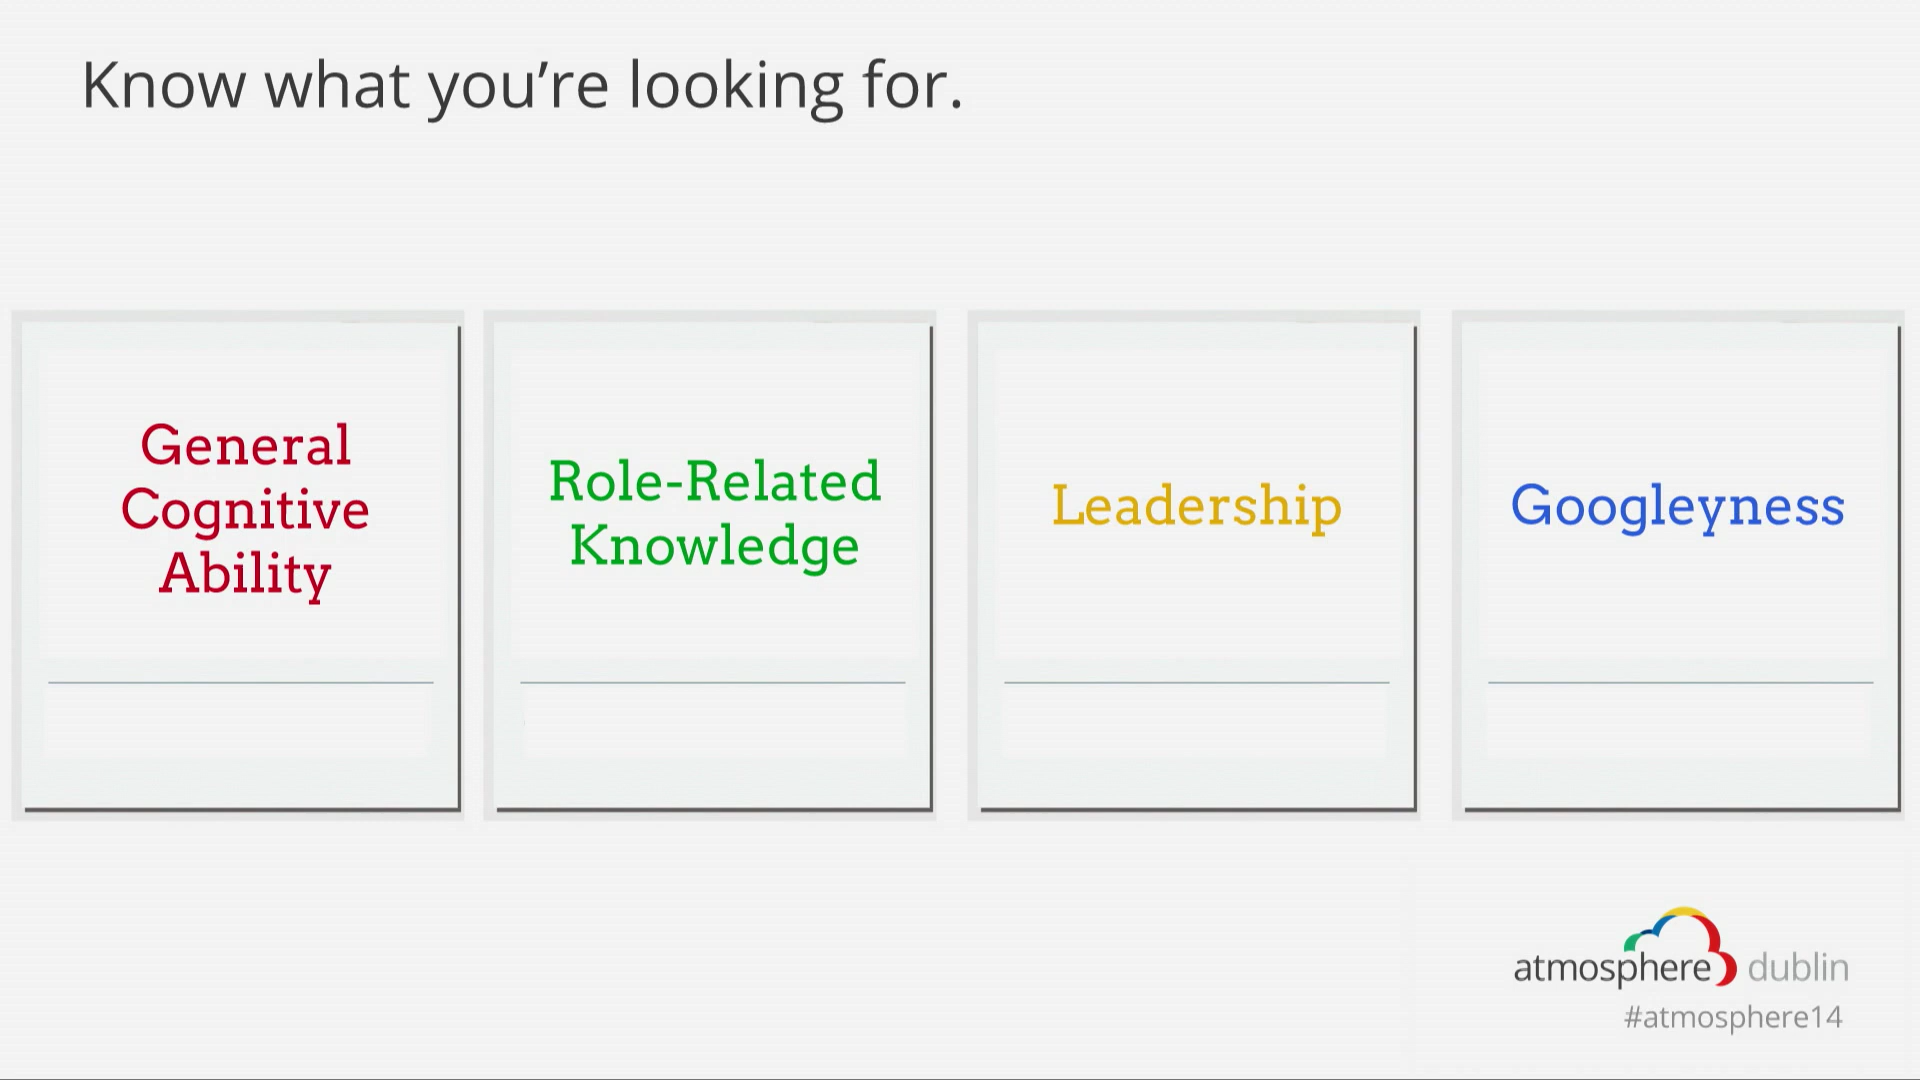 Know what you’re looking for.
General
Cognitive
Ability
Role-Related
Knowledge
Leadership
Googleyness
atmosphere dublin
#atmosphere14